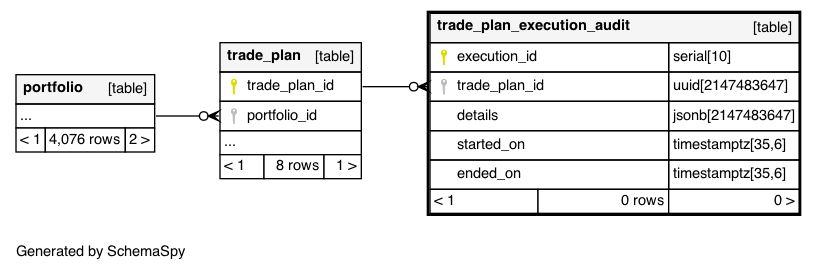 portfolio [table]
...
< 1 4,076 rows 2 >
trade_plan [table]
trade_plan_id
portfolio_id
...
< 1 8 rows 1 >
trade_plan_execution_audit [table]
execution_id serial[10]
trade_plan_id uuid[2147483647]
details jsonb[2147483647]
started_on timestamptz[35,6]
ended_on timestamptz[35,6]
< 1 0 rows 0 >
Generated by SchemaSpy